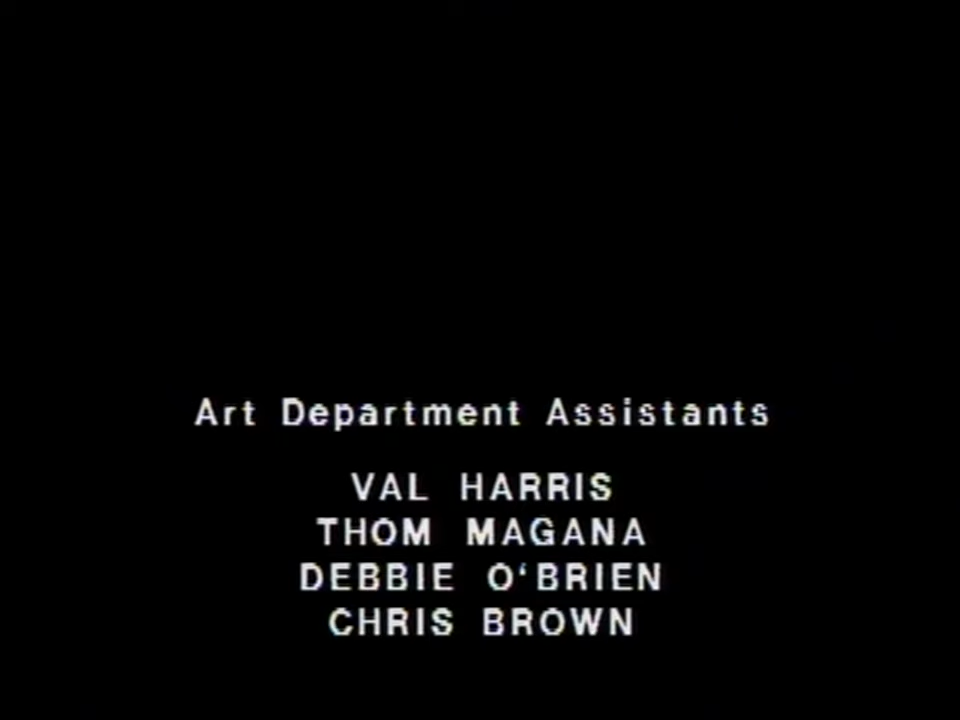 Art Department Assistants
VAL HARRIS
THOM MAGANA
DEBBIE O‘BRIEN
CHRIS BROWN